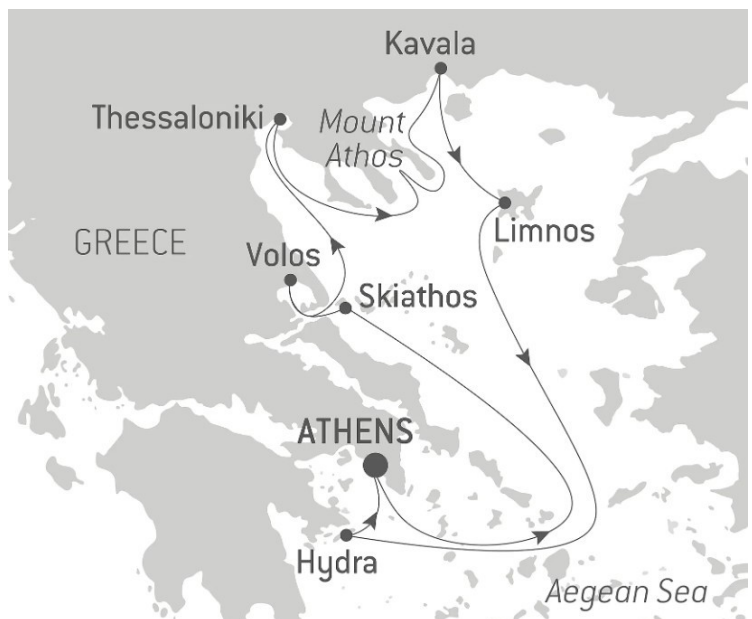 Kavala
Thessaloniki
Mount
Athos
GREECE
Limnos
Volos
Skiathos
ATHENS
Hydra
Aegean Sea